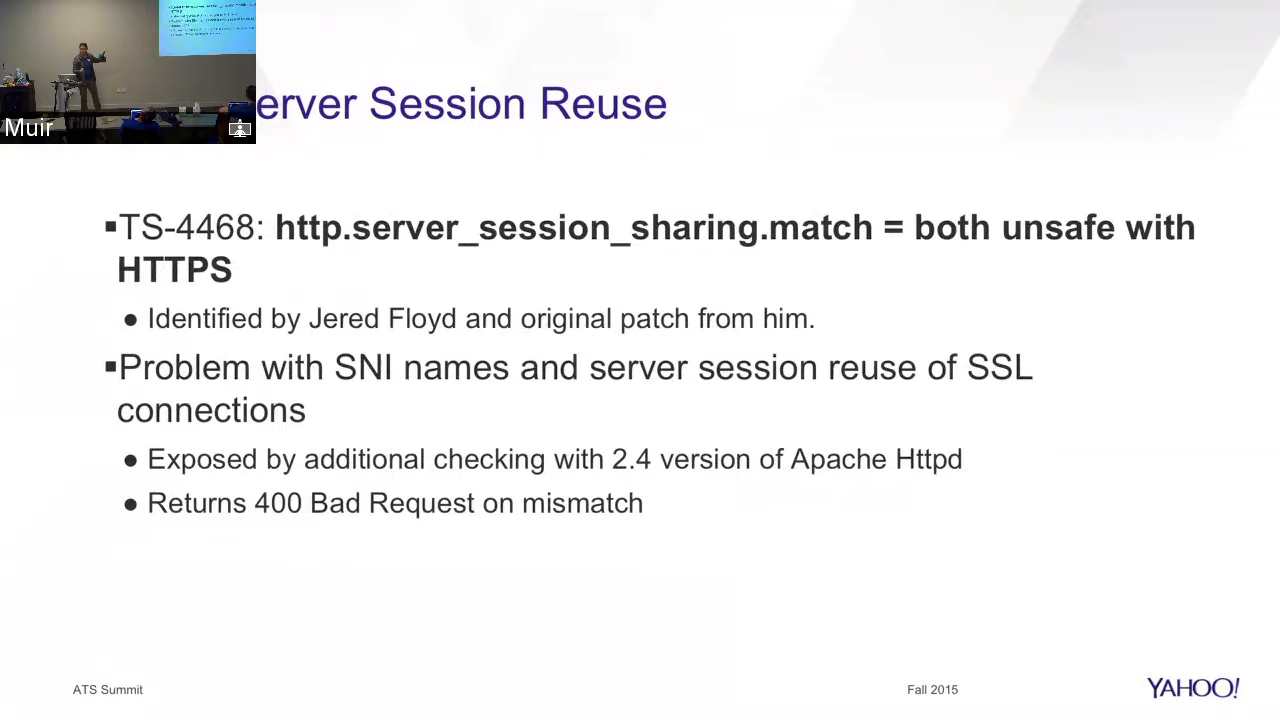 Muir
erver Session Reuse
▪TS-4468: http.server_session_sharing.match = both unsafe with
HTTPS
● Identified by Jered Floyd and original patch from him.
▪Problem with SNI names and server session reuse of SSL
connections
● Exposed by additional checking with 2.4 version of Apache Httpd
● Returns 400 Bad Request on mismatch
ATS Summit
Fall 2015
YAHOO!